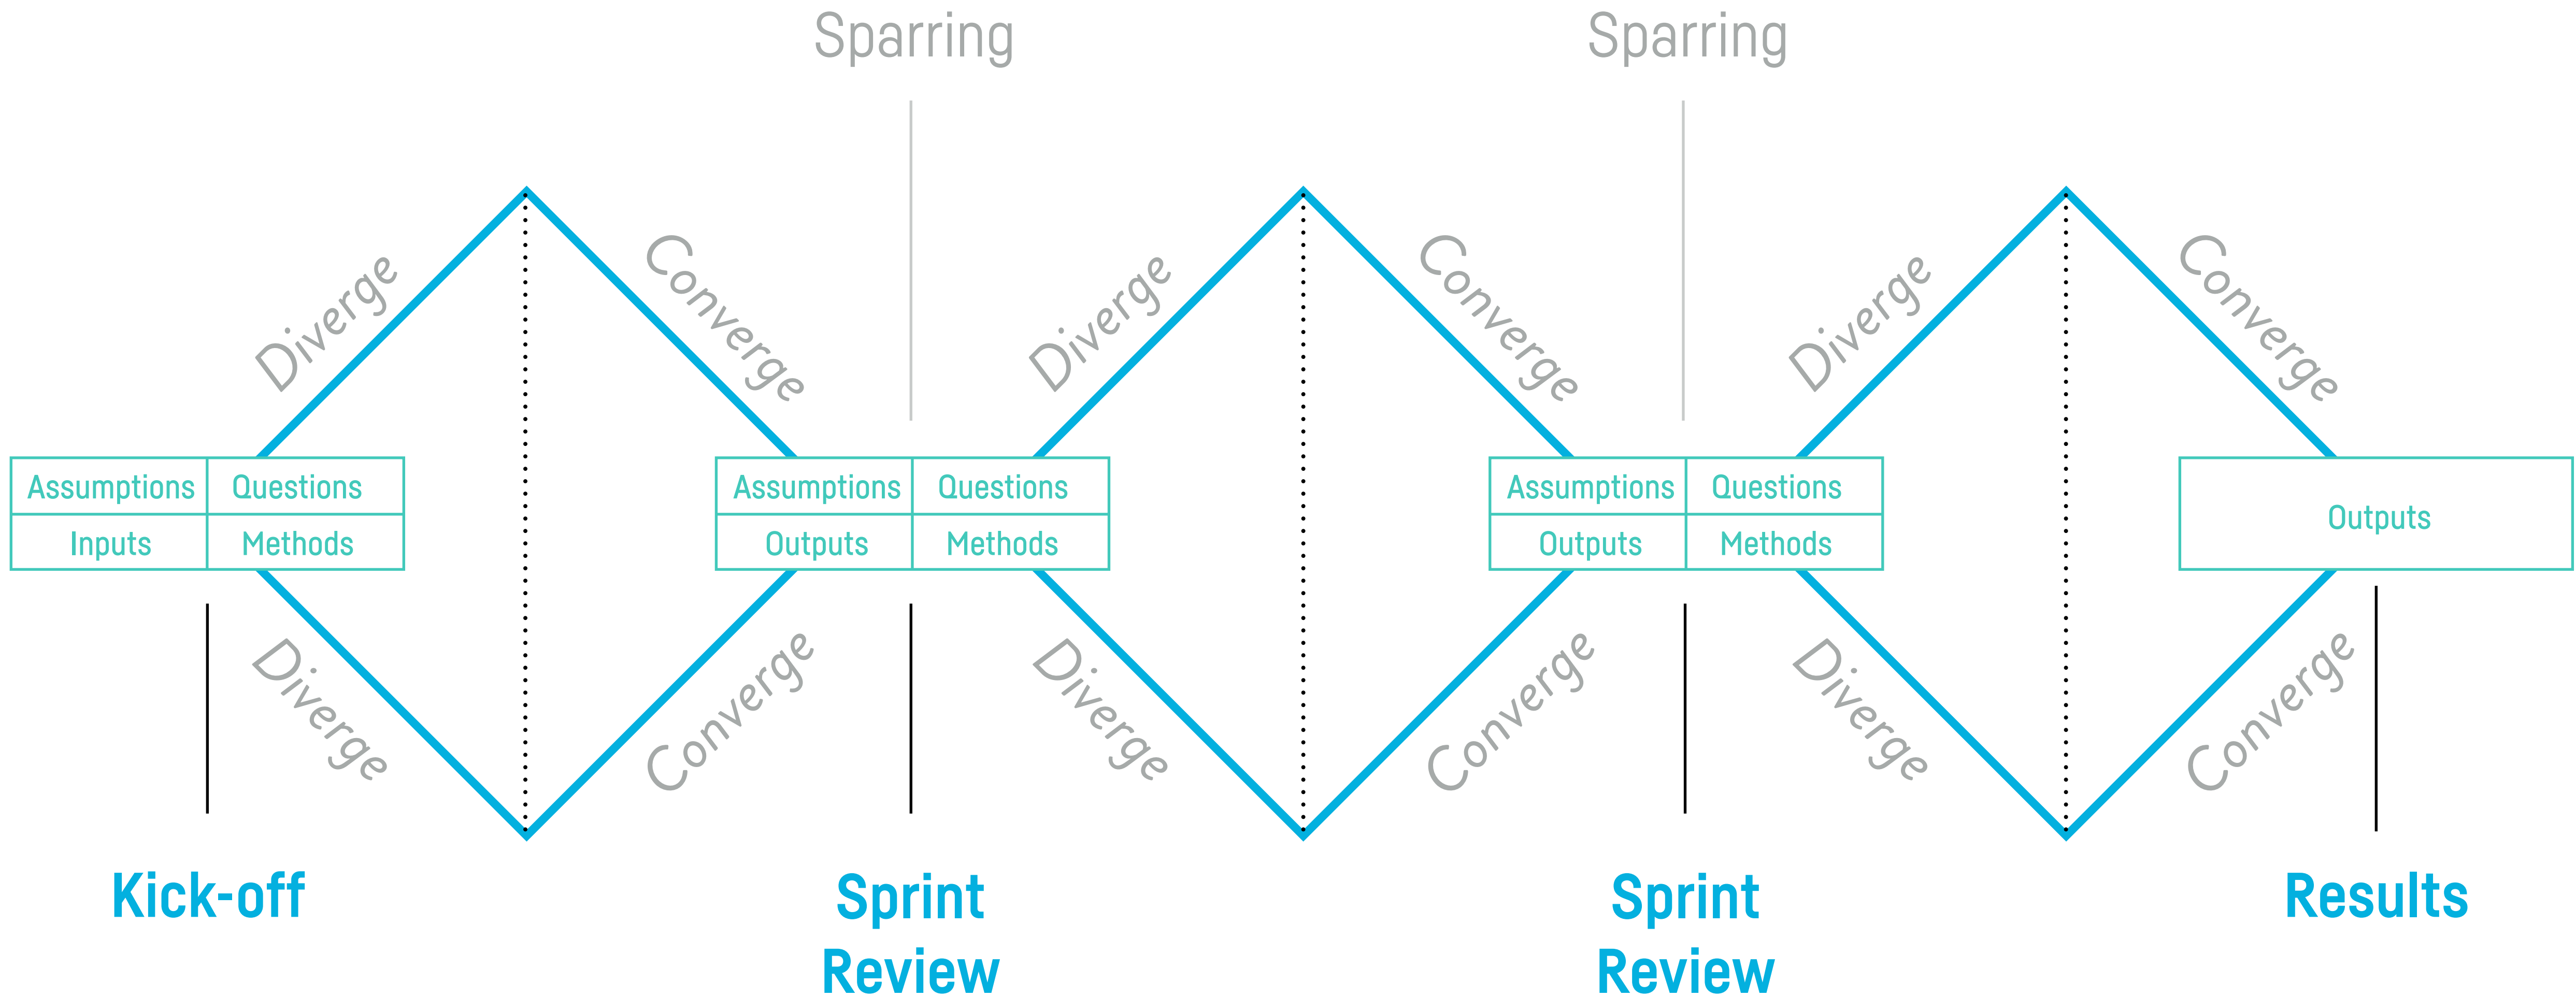 Sparring
Sparring
Diverge
Converge
Diverge
Converge
Diverge
Converge
Assumptions
Questions
Inputs
Methods
Assumptions
Questions
Outputs
Methods
Assumptions
Questions
Outputs
Methods
Outputs
Diverge
Converge
Diverge
Converge
Diverge
Converge
Kick-off
Sprint
Review
Sprint
Review
Results